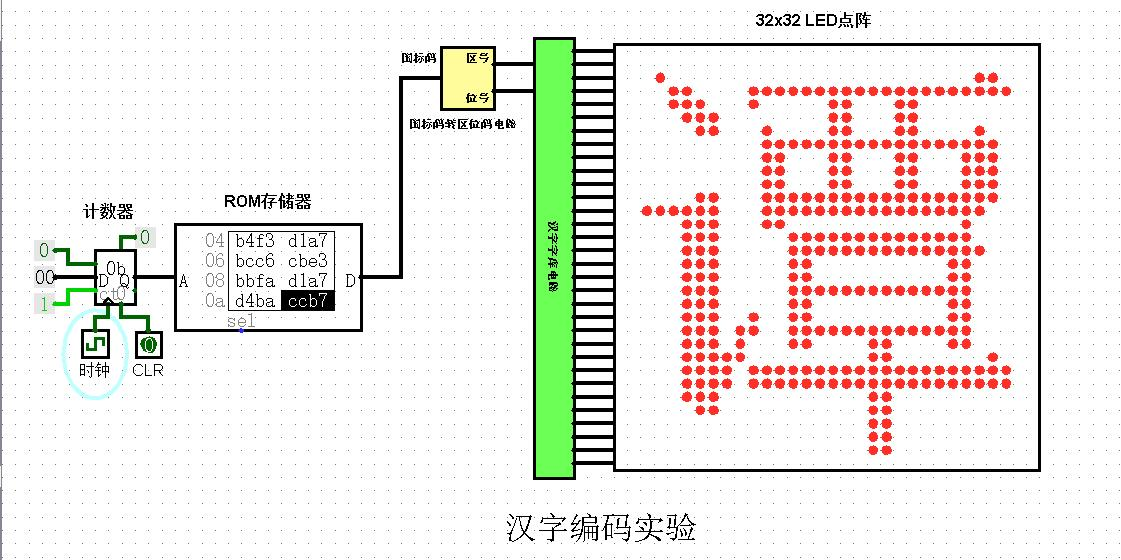 32x32 LED点阵
国标码
区号
位号
国标码转区位码电路
汉字字库电路
谭
ROM存储器
04 b4f3 d1a7
06 bcc6 cbe3
08 bbfa d1a7
0a d4ba ccb7
A
D
sel
计数器
0
0
00
1
0b
D Q
ct0
时钟
CLR
汉字编码实验